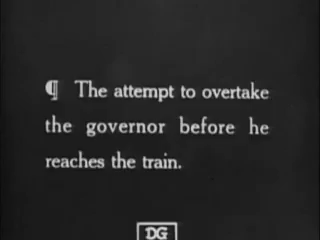 ¶ The attempt to overtake
the governor before he
reaches the train.
DG